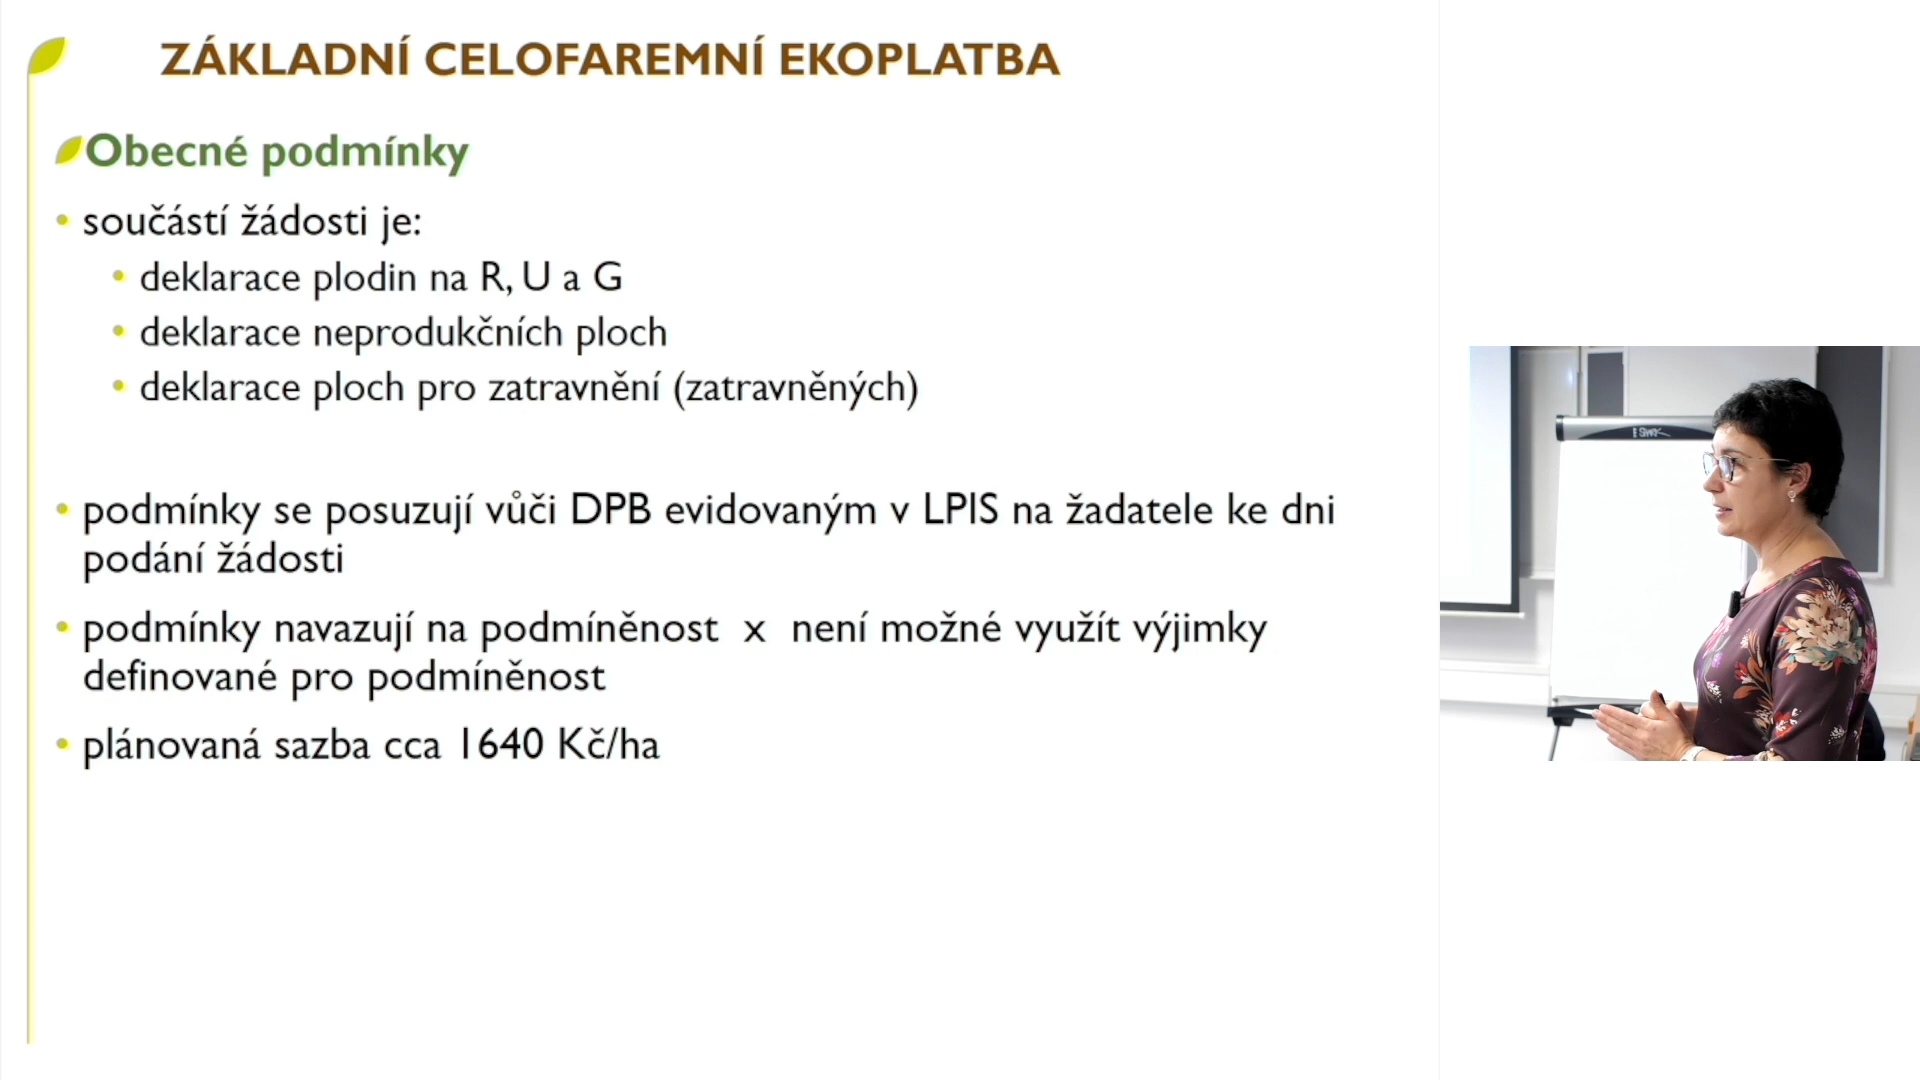 ZÁKLADNÍ CELOFAREMNÍ EKOPLATBA
Obecné podmínky
• součástí žádosti je:
• deklarace plodin na R, U a G
• deklarace neprodukčních ploch
• deklarace ploch pro zatravnění (zatravněných)
• podmínky se posuzují vůči DPB evidovaným v LPIS na žadatele ke dni
podání žádosti
• podmínky navazují na podmíněnost x není možné využít výjimky
definované pro podmíněnost
• plánovaná sazba cca 1640 Kč/ha